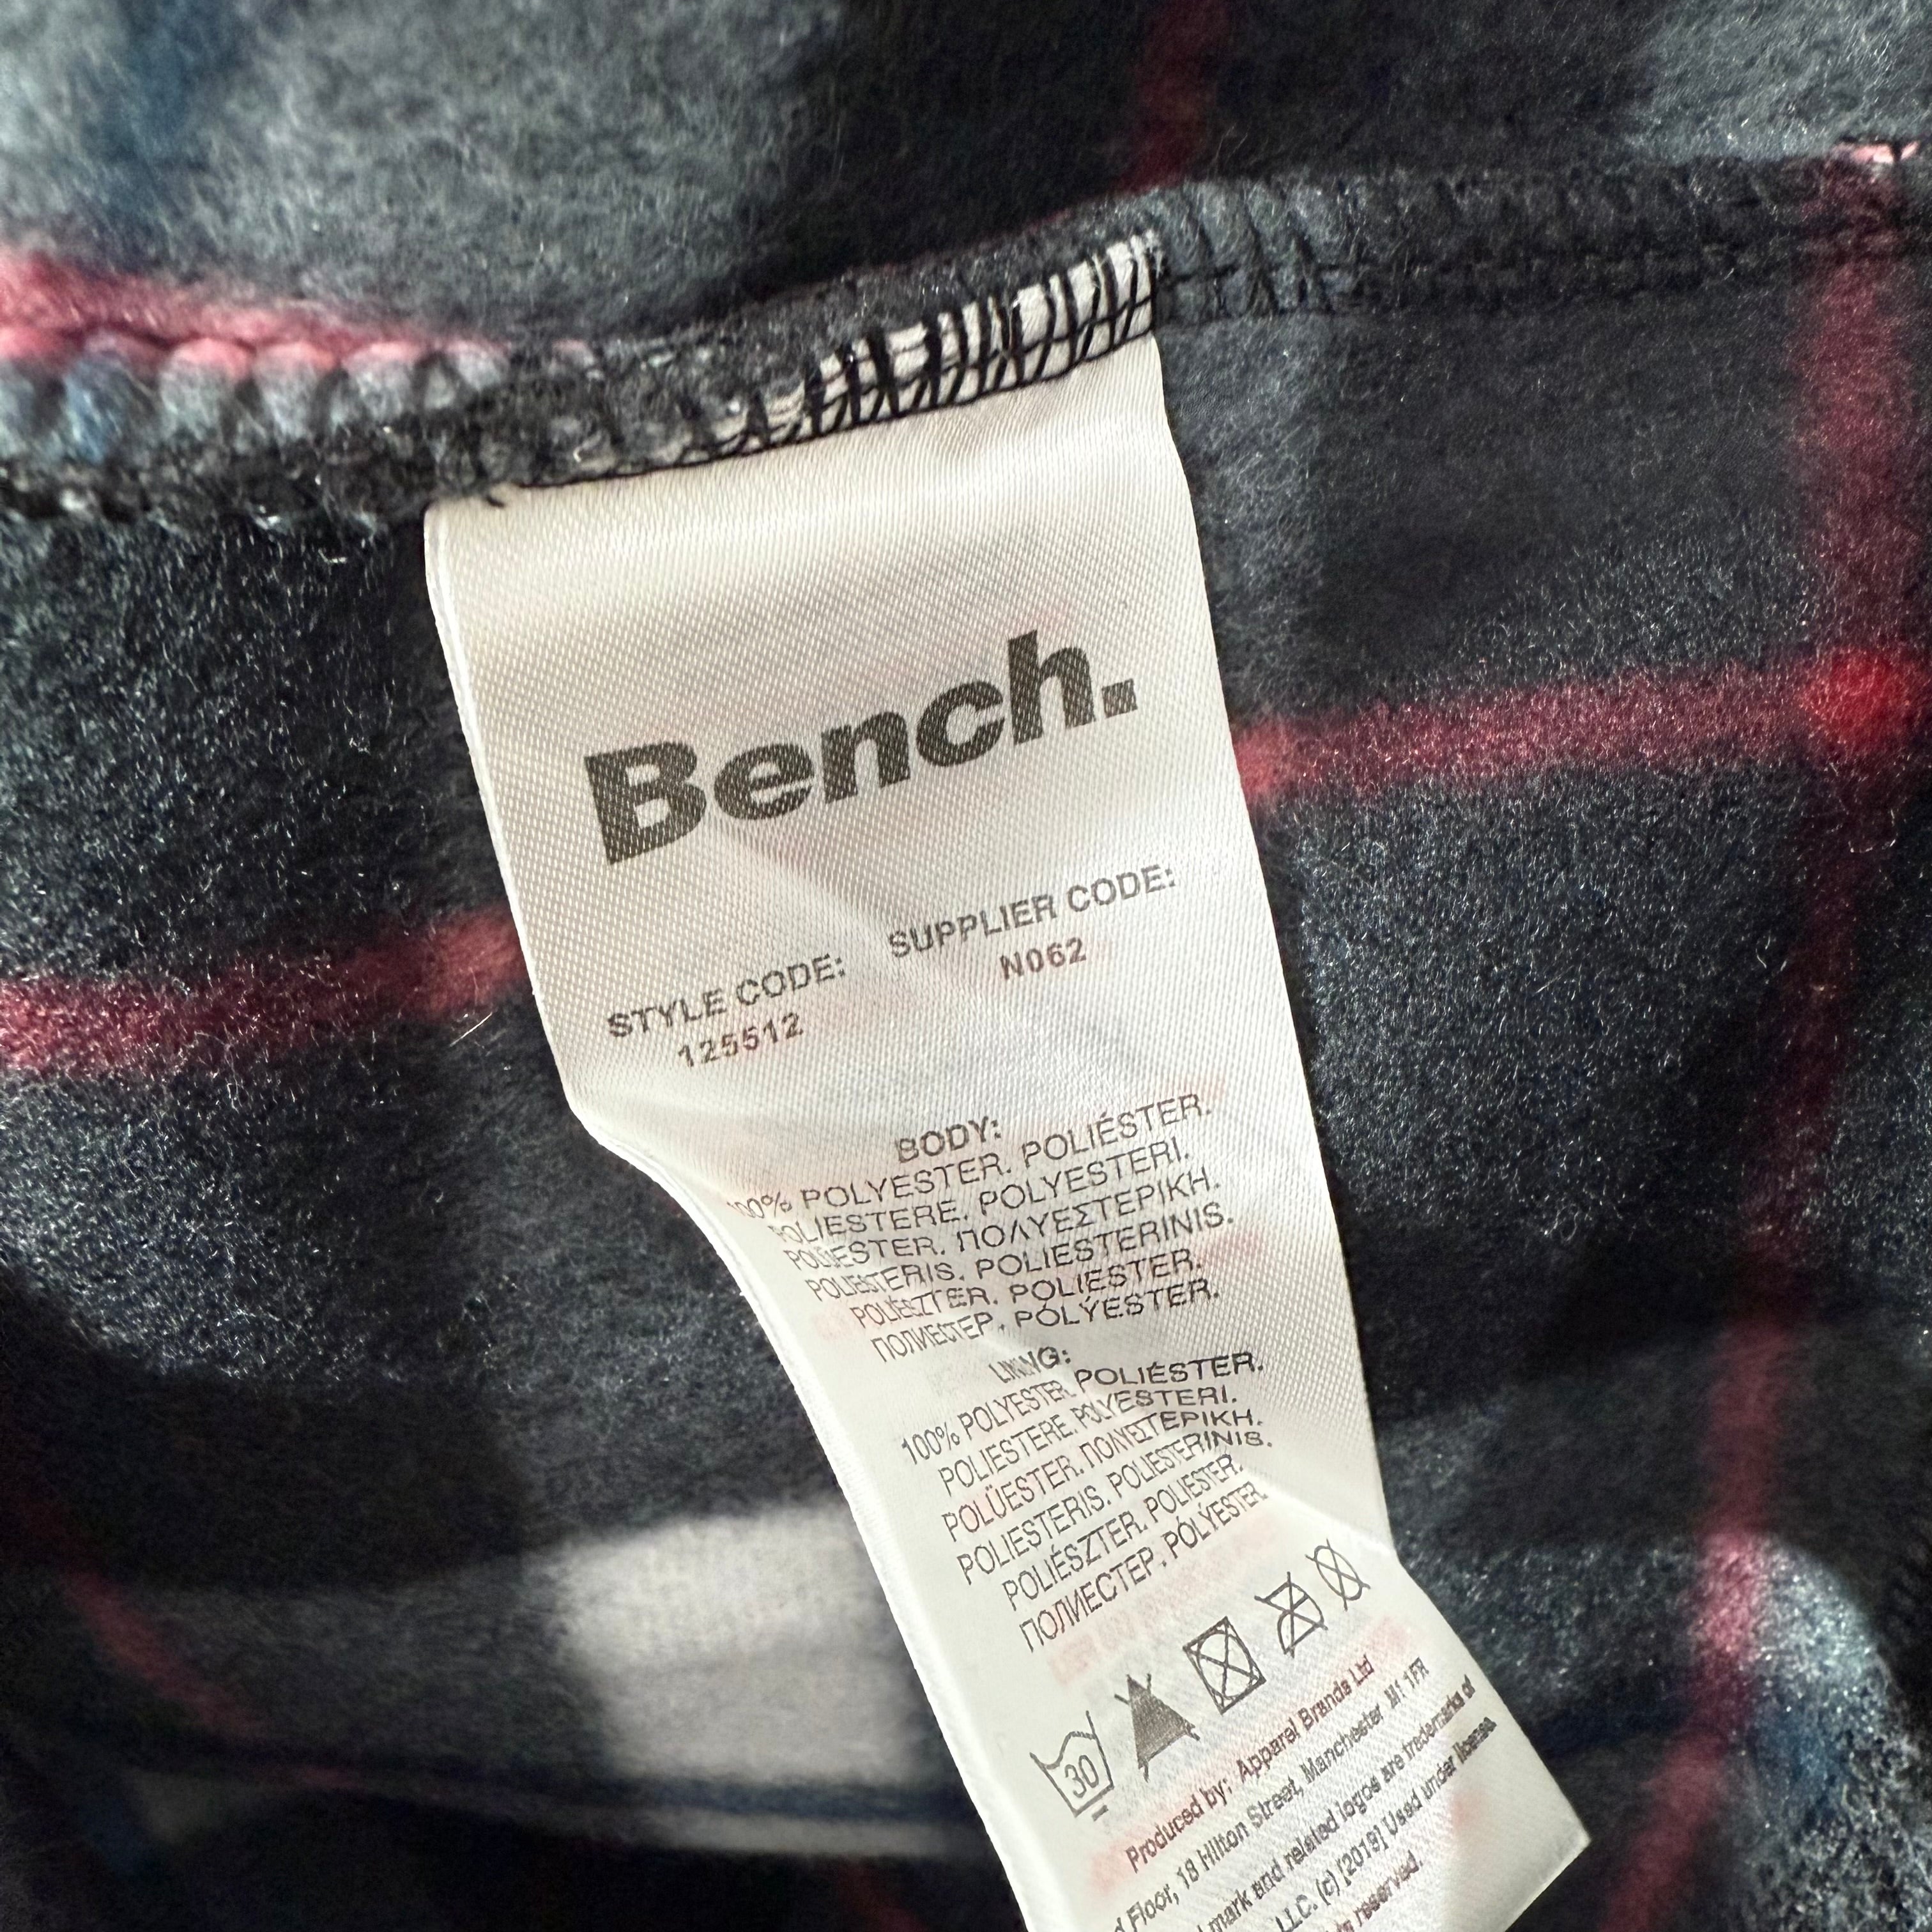 Bench.
STYLE CODE: SUPPLIER CODE:
125512 N062
BODY:
100% POLYESTER. POLIÉSTER.
POLIESTERE. POLYESTERI.
POLÜESTER. ΠΟΛΥΕΣΤΕΡΙΚΗ.
POLIESTERIS. POLIESTERINIS.
POLIÉSZTER. POLIESTER.
ПОЛИЕСТЕР. PÓLÝESTER.
LINING:
100% POLYESTER. POLIÉSTER.
POLIESTERE. POLYESTERI.
POLÜESTER. ΠΟΛΥΕΣΤΕΡΙΚΗ.
POLIESTERIS. POLIESTERINIS.
POLIÉSZTER. POLIESTER.
ПОЛИЕСТЕР. PÓLÝESTER.
30
Produced by: Apparel Brands Ltd
Floor, 18 Hilton Street, Manchester M1 1FR
mark and related logos are trademarks of
LLC. (c) [2018] Used under license
reserved.